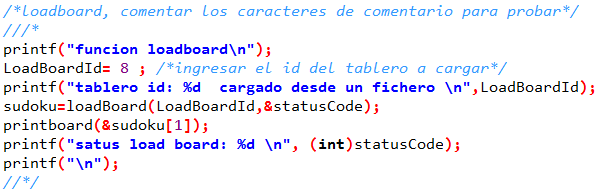 /*loadboard, comentar los caracteres de comentario para probar*/
///*
printf("funcion loadboard\n");
LoadBoardId= 8 ; /*ingresar el id del tablero a cargar*/
printf("tablero id: %d  cargado desde un fichero \n",LoadBoardId);
sudoku=loadBoard(LoadBoardId,&statusCode);
printboard(&sudoku[1]);
printf("satus load board: %d \n", (int)statusCode);
printf("\n");
//*/